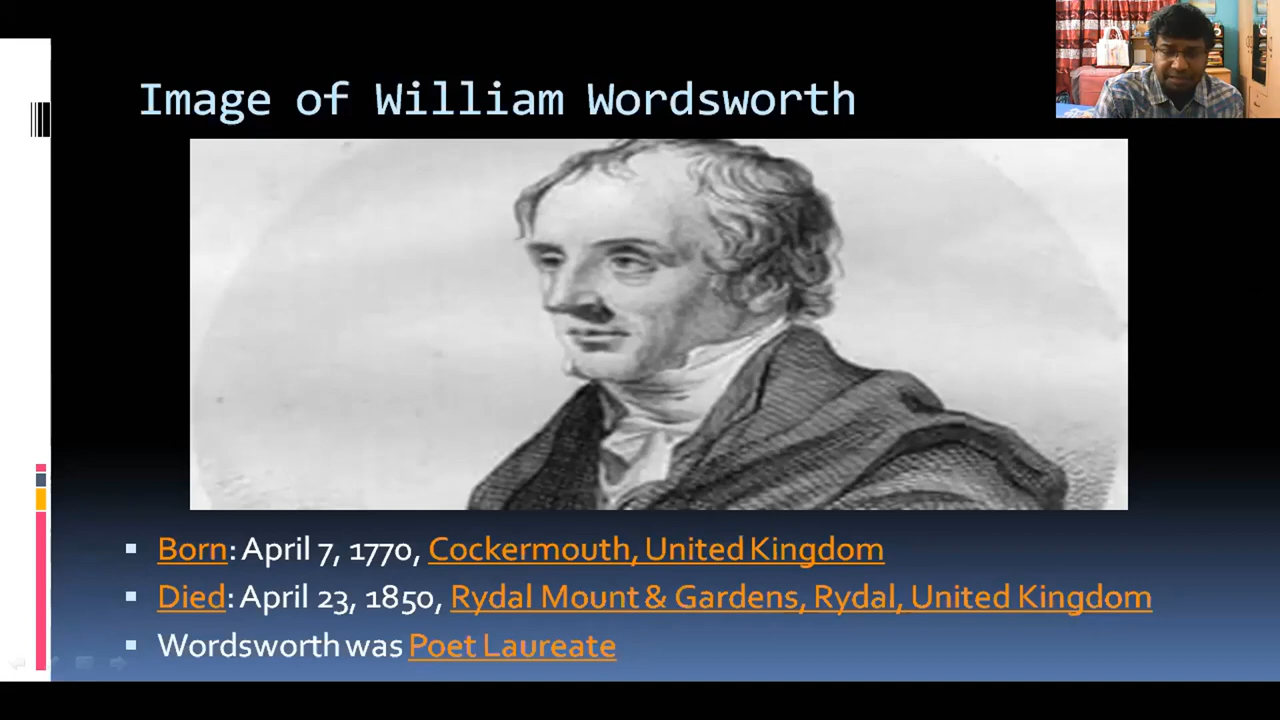 Image of William Wordsworth
Born: April 7, 1770, Cockermouth, United Kingdom
Died: April 23, 1850, Rydal Mount & Gardens, Rydal, United Kingdom
Wordsworth was Poet Laureate